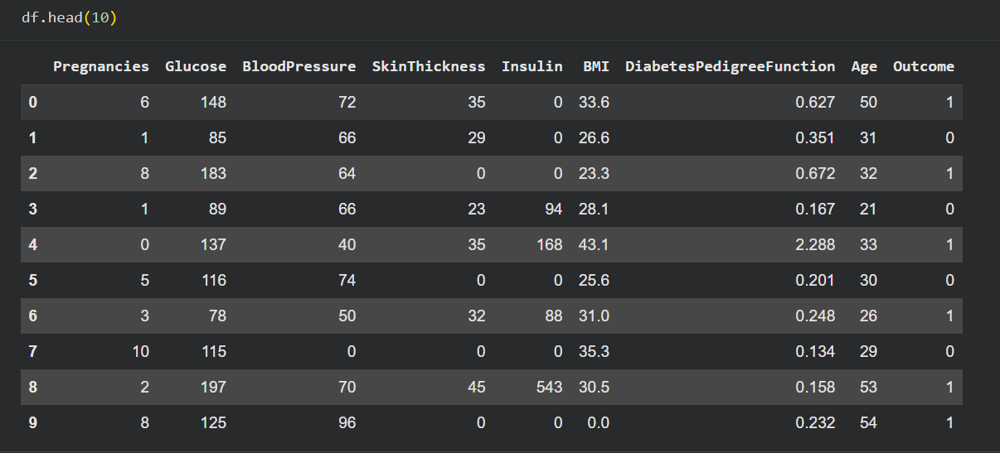 df.head(10)
Pregnancies Glucose BloodPressure SkinThickness Insulin BMI DiabetesPedigreeFunction Age Outcome
0 6 148 72 35 0 33.6 0.627 50 1
1 1 85 66 29 0 26.6 0.351 31 0
2 8 183 64 0 0 23.3 0.672 32 1
3 1 89 66 23 94 28.1 0.167 21 0
4 0 137 40 35 168 43.1 2.288 33 1
5 5 116 74 0 0 25.6 0.201 30 0
6 3 78 50 32 88 31.0 0.248 26 1
7 10 115 0 0 0 35.3 0.134 29 0
8 2 197 70 45 543 30.5 0.158 53 1
9 8 125 96 0 0 0.0 0.232 54 1